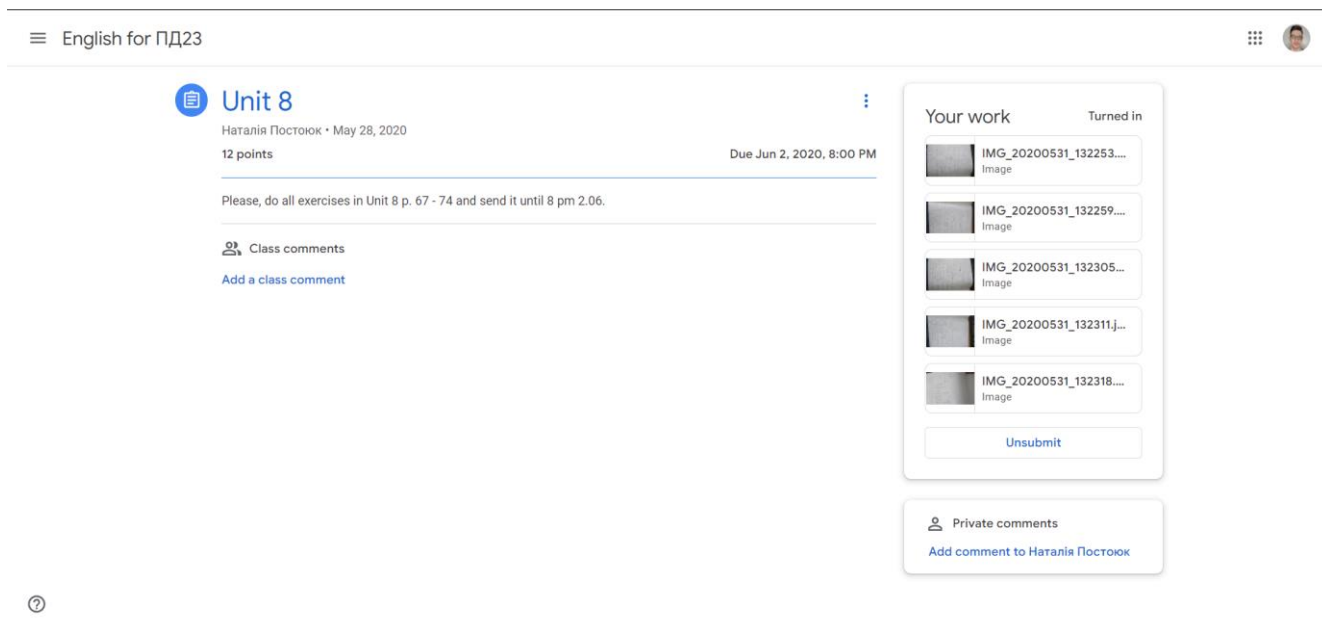 English for ПД23
Unit 8
Наталія Постоюк • May 28, 2020
12 points
Due Jun 2, 2020, 8:00 PM
Please, do all exercises in Unit 8 p. 67 - 74 and send it until 8 pm 2.06.
Class comments
Add a class comment
Your work
Turned in
IMG_20200531_132253....
Image
IMG_20200531_132259....
Image
IMG_20200531_132305...
Image
IMG_20200531_132311.j...
Image
IMG_20200531_132318....
Image
Unsubmit
Private comments
Add comment to Наталія Постоюк